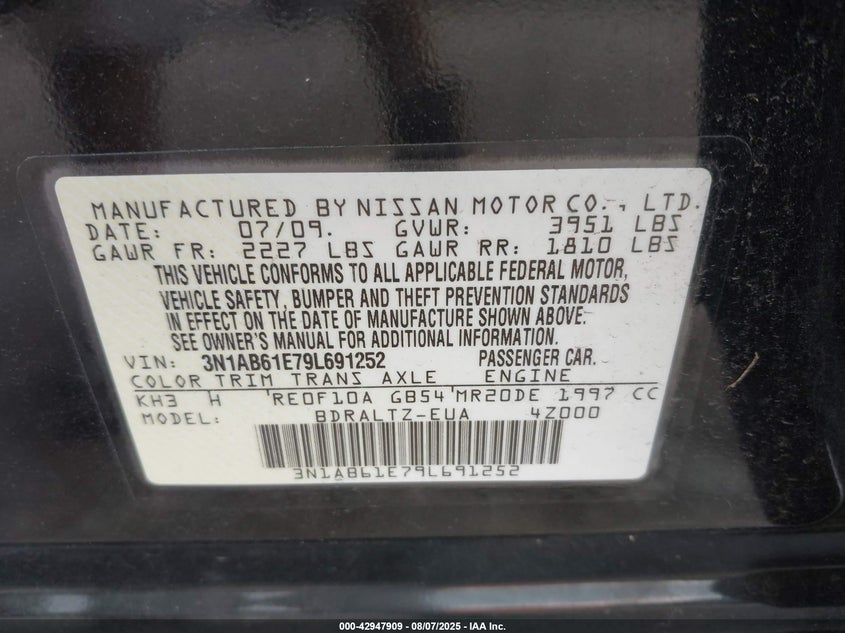 MANUFACTURED BY NISSAN MOTOR CO., LTD.
DATE: 07/09. GVWR: 3951 LBS
GAWR FR: 2227 LBS GAWR RR: 1810 LBS
THIS VEHICLE CONFORMS TO ALL APPLICABLE FEDERAL MOTOR,
VEHICLE SAFETY, BUMPER AND THEFT PREVENTION STANDARDS
IN EFFECT ON THE DATE OF MANUFACTURE SHOWN ABOVE.
SEE OWNER'S MANUAL FOR ADDITIONAL INFORMATION.
VIN: 3N1AB61E79L691252 PASSENGER CAR.
COLOR TRIM TRANS AXLE ENGINE
KH3 H RE0F10A GB54 MR20DE 1997 CC
MODEL: BDRALTZ-EUA 4Z000
3N1AB61E79L691252
000-42947909 - 08/07/2025 - IAA Inc.